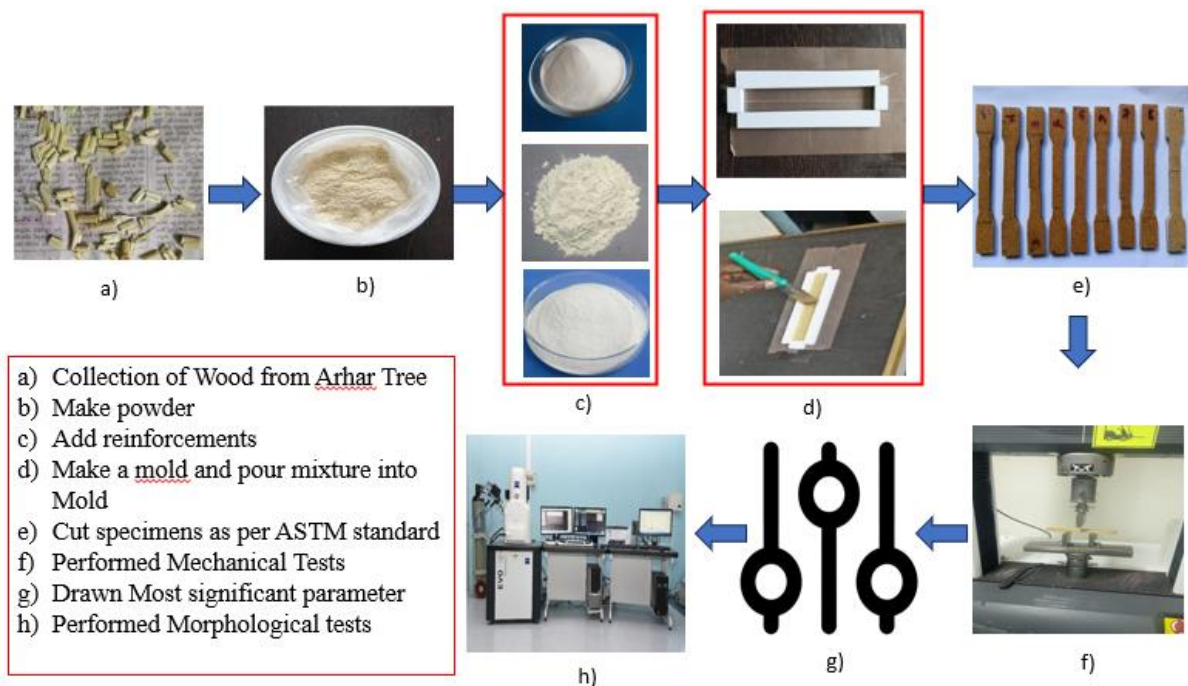 a)
b)
c)
d)
e)
a) Collection of Wood from Arhar Tree
b) Make powder
c) Add reinforcements
d) Make a mold and pour mixture into
Mold
e) Cut specimens as per ASTM standard
f) Performed Mechanical Tests
g) Drawn Most significant parameter
h) Performed Morphological tests
EVO
h)
g)
f)